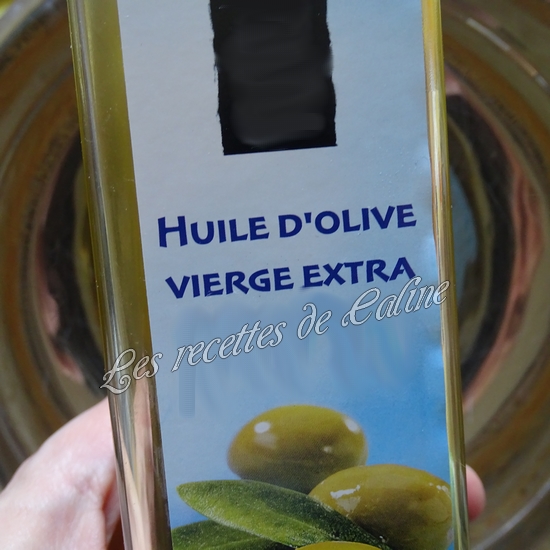 HUILE D'OLIVE
VIERGE EXTRA
Les recettes de Caline